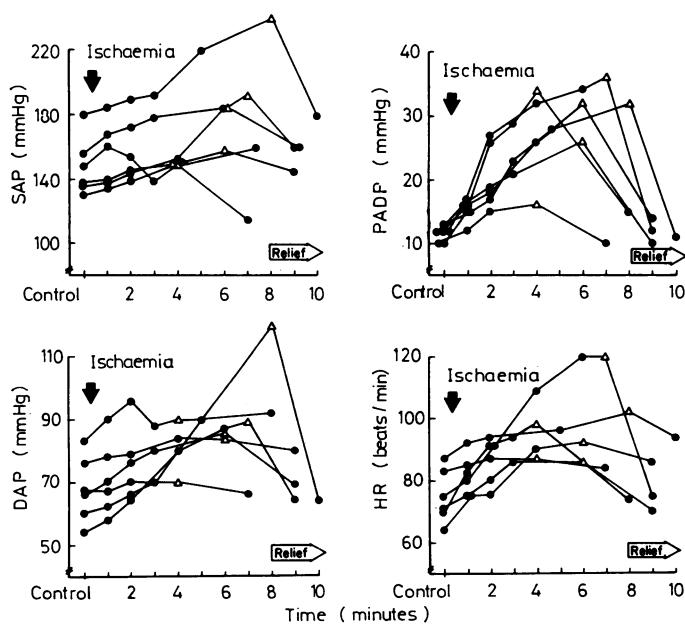 220
180
140
100
SAP (mmHg)
Ischaemia
Relief
Control 2 4 6 8 10
40
30
20
10
PADP (mmHg)
Ischaemia
Relief
Control 2 4 6 8 10
110
90
70
50
DAP (mmHg)
Ischaemia
Relief
Control 2 4 6 8 10
120
100
80
60
HR (beats/min)
Ischaemia
Relief
Control 2 4 6 8 10
Time (minutes)